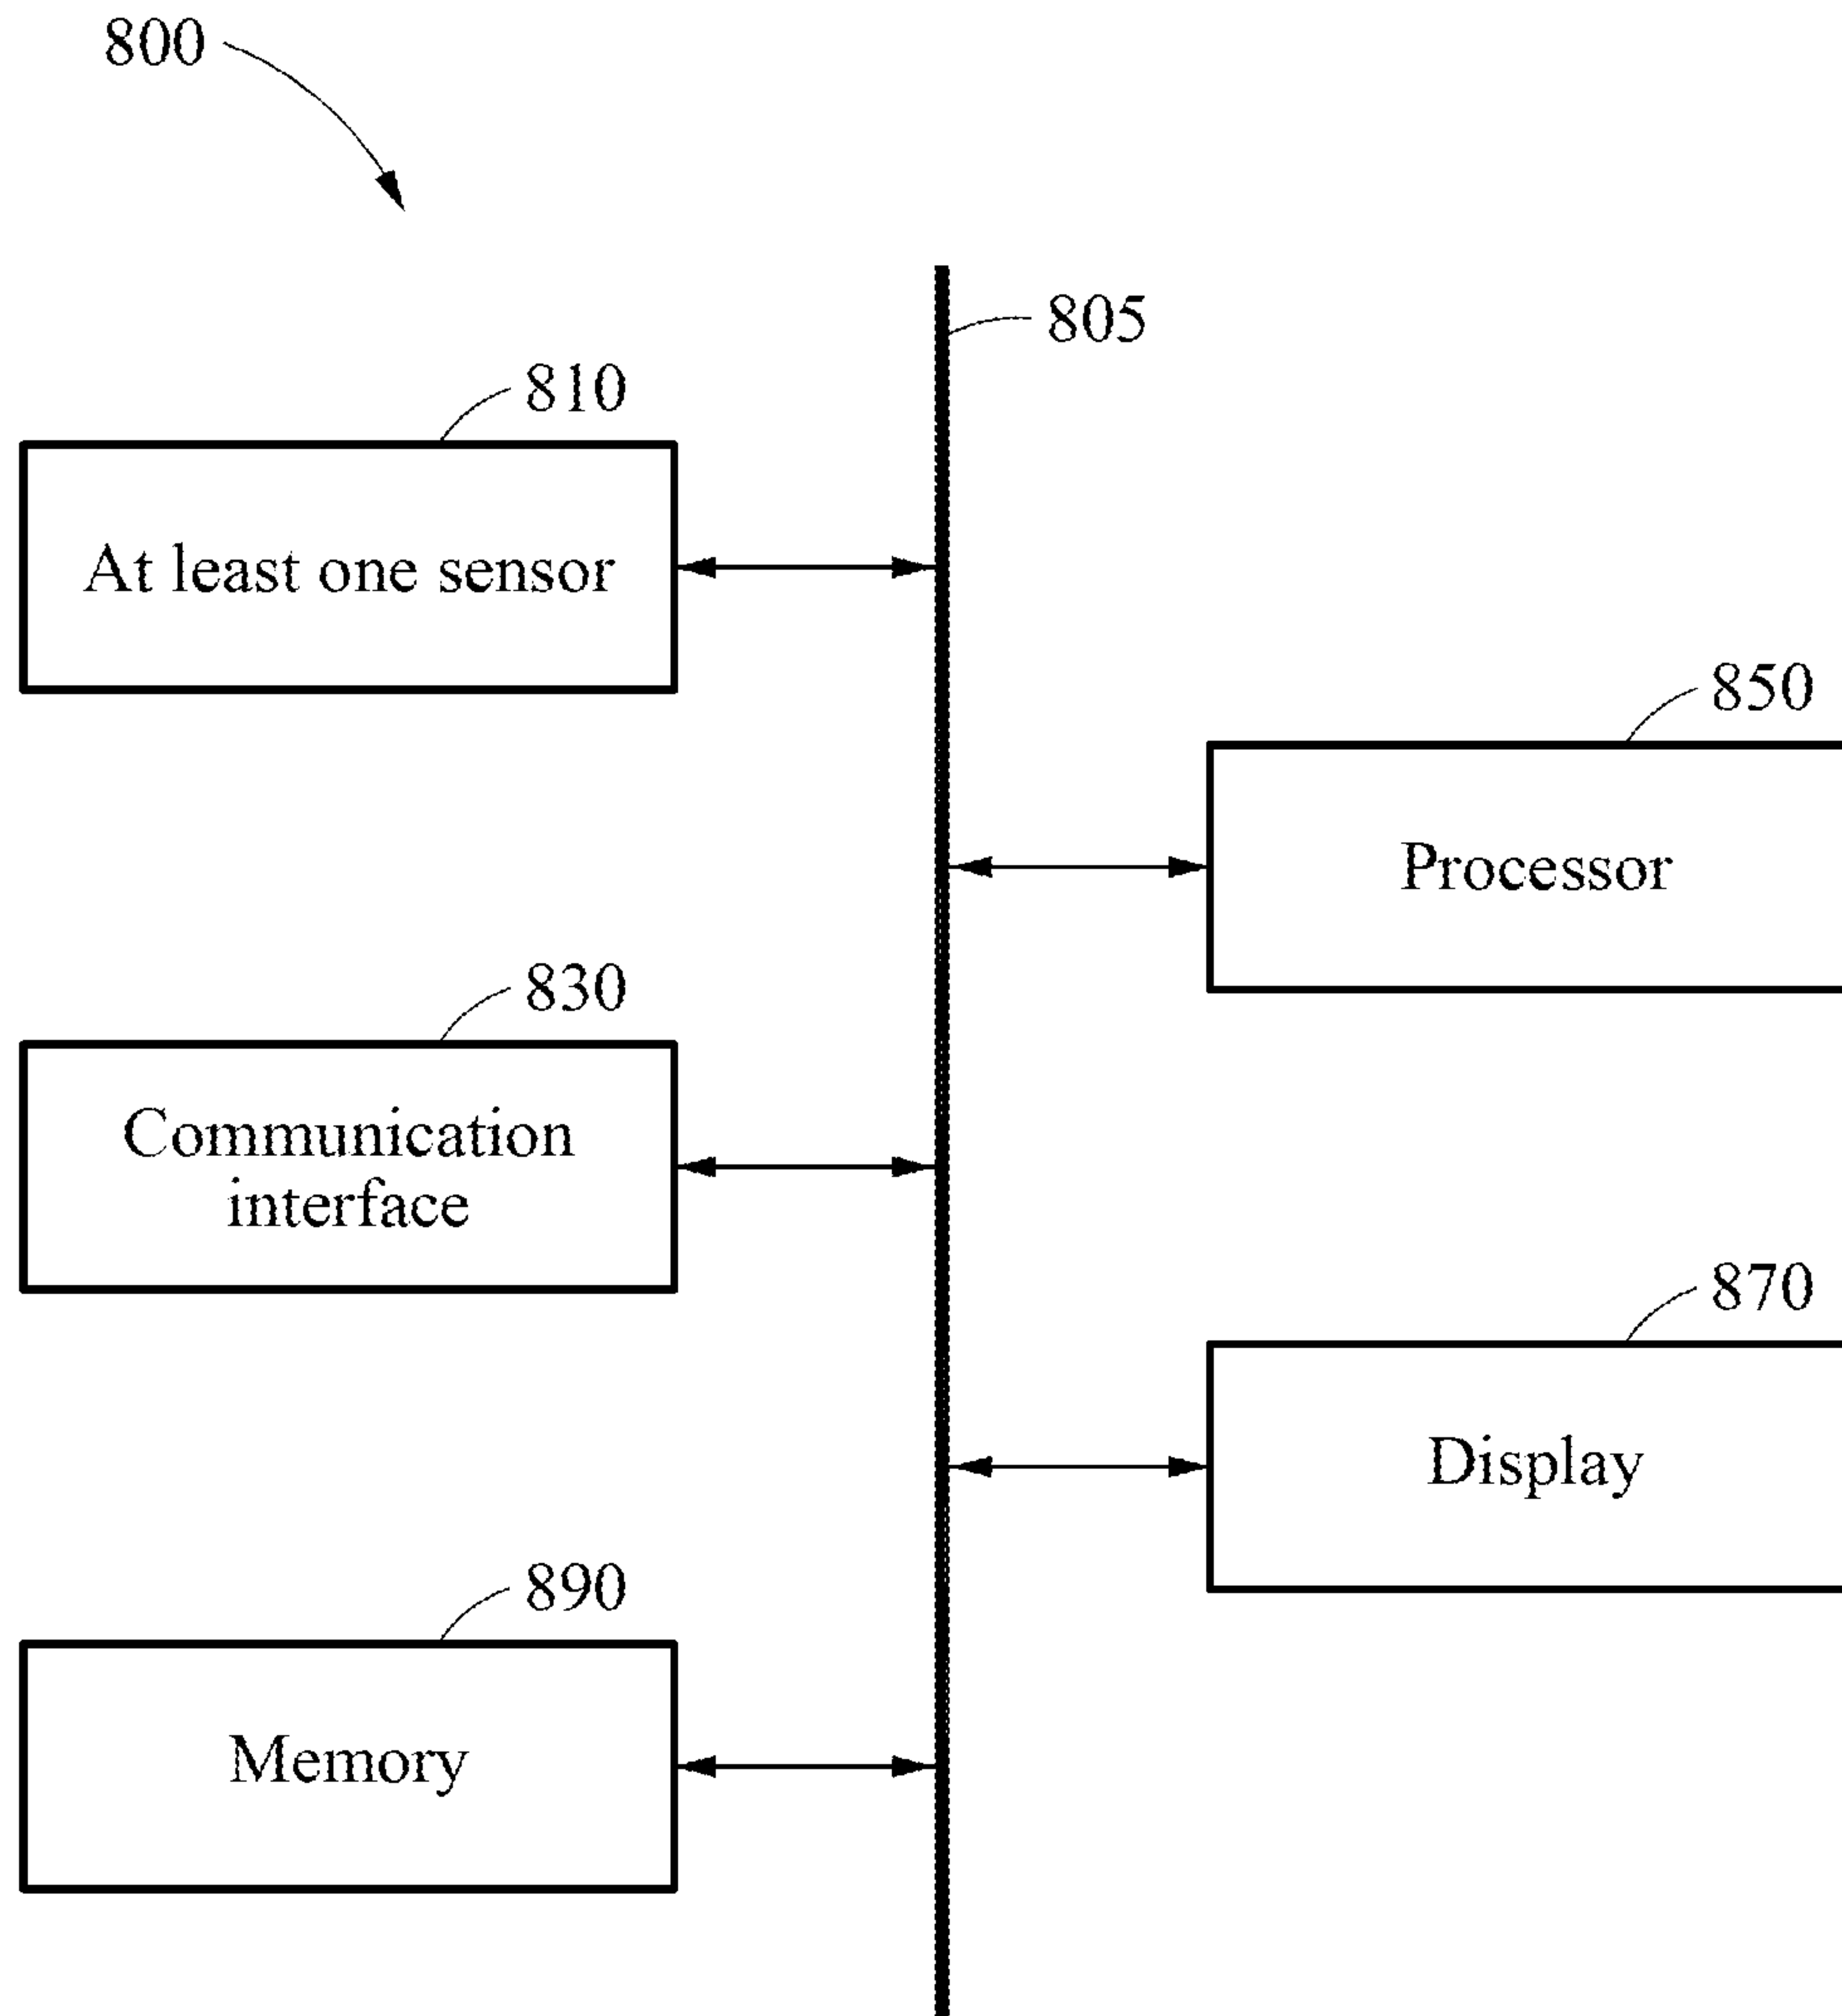 800
805
810
At least one sensor
850
Processor
830
Communication
interface
870
Display
890
Memory